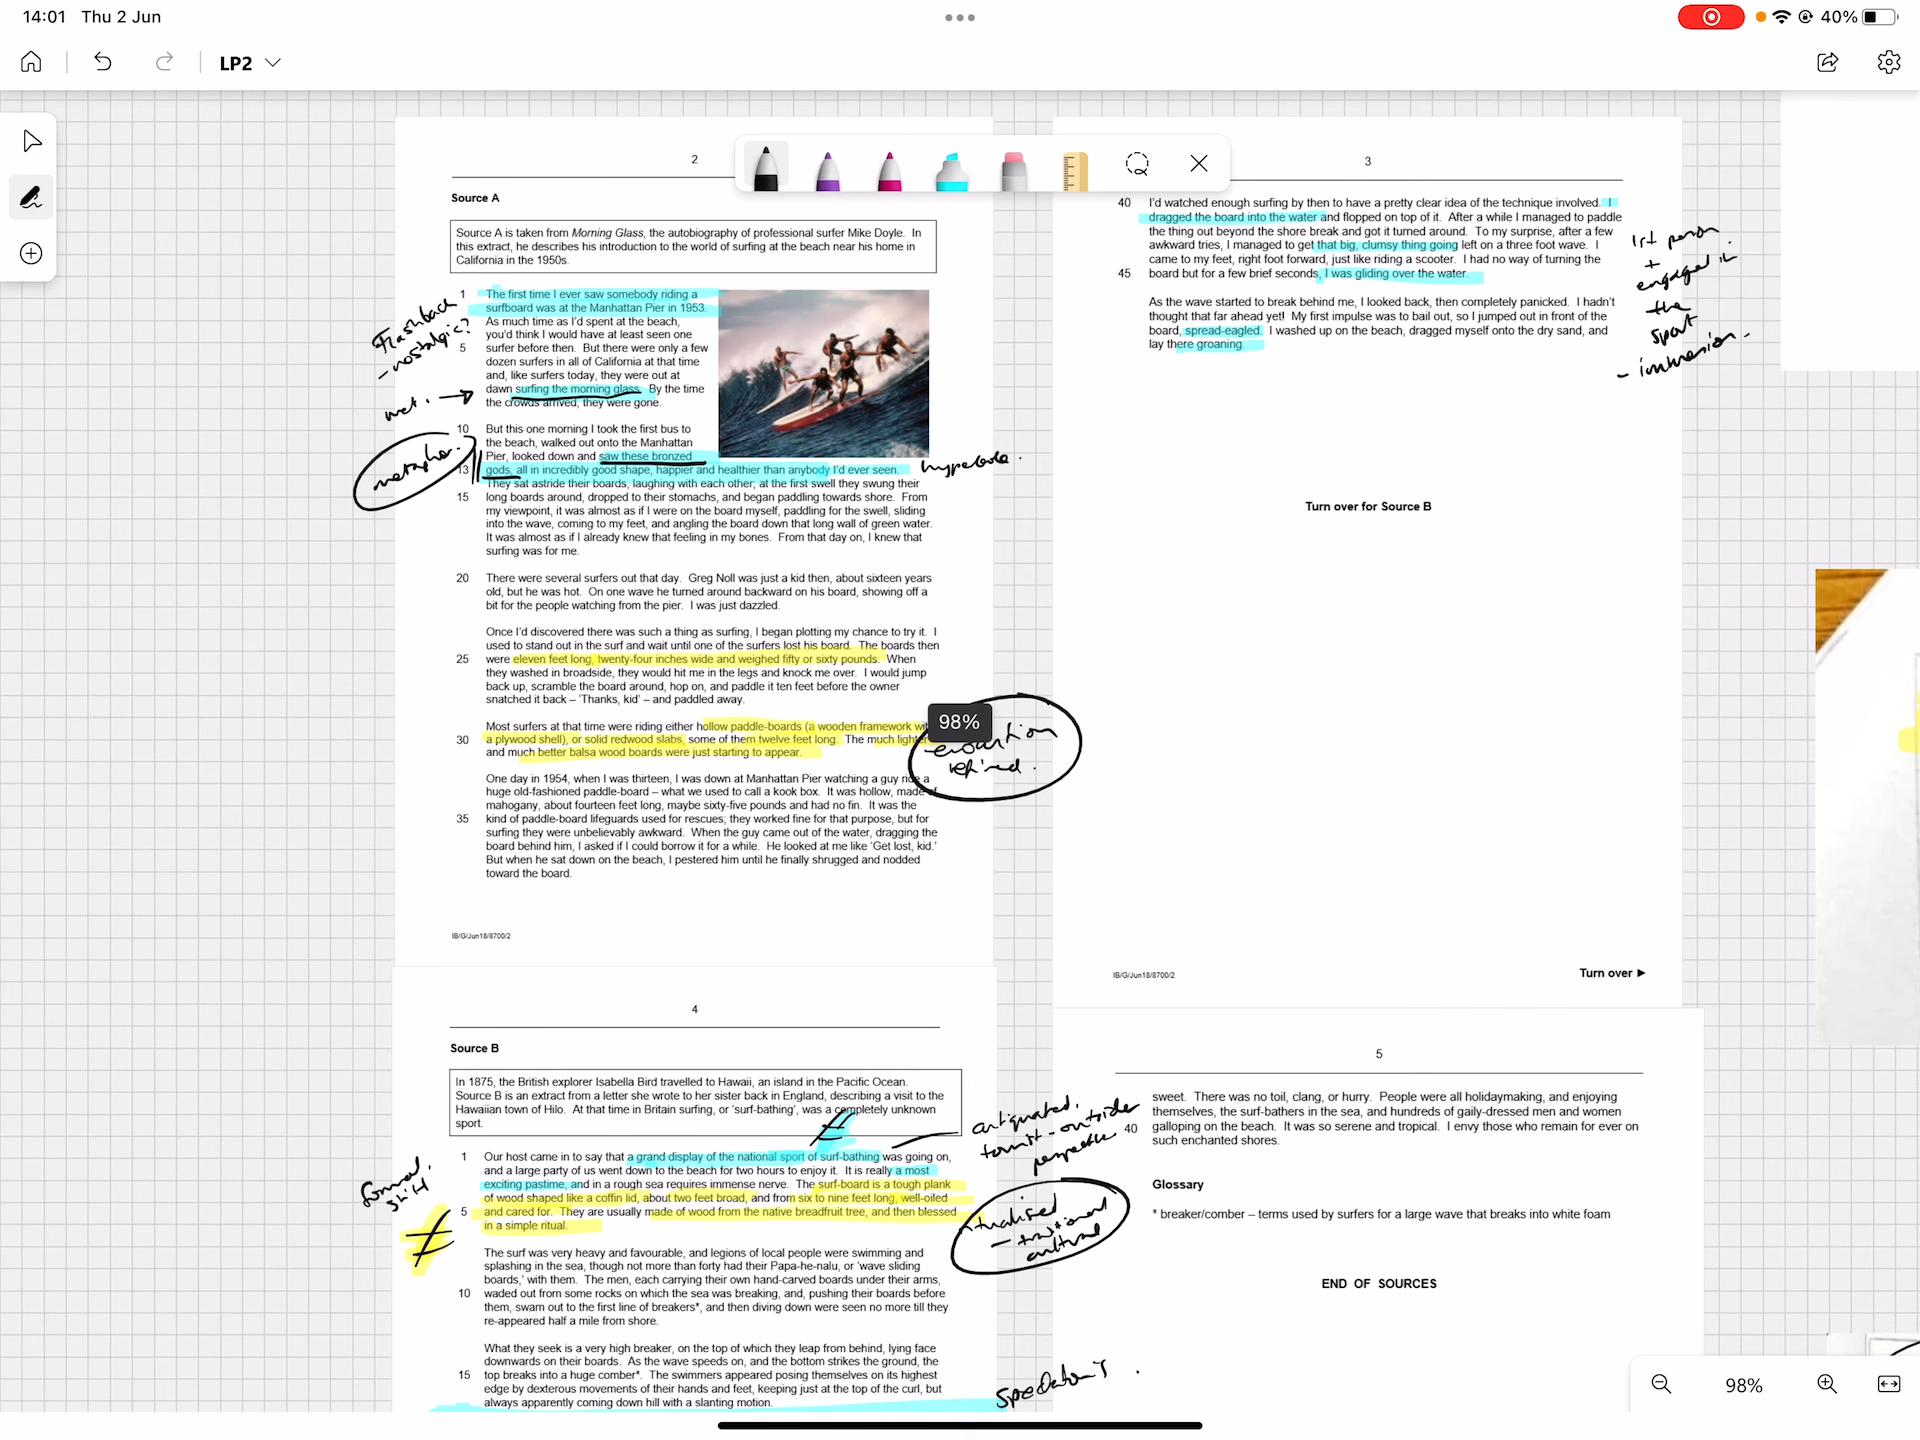 14:01 Thu 2 Jun
40%
LP2
2
Source A
Source A is taken from Morning Glass, the autobiography of professional surfer Mike Doyle. In
this extract, he describes his introduction to the world of surfing at the beach near his home in
California in the 1950s.
Flashback
- nostalgic?
met.
metaphor.
hyperbole.
1 The first time I ever saw somebody riding a
surfboard was at the Manhattan Pier in 1953.
As much time as I'd spent at the beach,
you'd think I would have at least seen one
5 surfer before then. But there were only a few
dozen surfers in all of California at that time
and, like surfers today, they were out at
dawn surfing the morning glass. By the time
the crowds arrived, they were gone.
10 But this one morning I took the first bus to
the beach, walked out onto the Manhattan
Pier, looked down and saw these bronzed
13 gods, all in incredibly good shape, happier and healthier than anybody I'd ever seen.
They sat astride their boards, laughing with each other; at the first swell they swung their
15 long boards around, dropped to their stomachs, and began paddling towards shore. From
my viewpoint, it was almost as if I were on the board myself, paddling for the swell, sliding
into the wave, coming to my feet, and angling the board down that long wall of green water.
It was almost as if I already knew that feeling in my bones. From that day on, I knew that
surfing was for me.
20 There were several surfers out that day. Greg Noll was just a kid then, about sixteen years
old, but he was hot. On one wave he turned around backward on his board, showing off a
bit for the people watching from the pier. I was just dazzled.
Once I'd discovered there was such a thing as surfing, I began plotting my chance to try it. I
used to stand out in the surf and wait until one of the surfers lost his board. The boards then
25 were eleven feet long, twenty-four inches wide and weighed fifty or sixty pounds. When
they washed in broadside, they would hit me in the legs and knock me over. I would jump
back up, scramble the board around, hop on, and paddle it ten feet before the owner
snatched it back – 'Thanks, kid' – and paddled away.
Most surfers at that time were riding either hollow paddle-boards (a wooden framework wi
30 a plywood shell), or solid redwood slabs, some of them twelve feet long. The much lighter
and much better balsa wood boards were just starting to appear.
98%
refined.
One day in 1954, when I was thirteen, I was down at Manhattan Pier watching a guy ride a
huge old-fashioned paddle-board – what we used to call a kook box. It was hollow, made of
mahogany, about fourteen feet long, maybe sixty-five pounds and had no fin. It was the
35 kind of paddle-board lifeguards used for rescues; they worked fine for that purpose, but for
surfing they were unbelievably awkward. When the guy came out of the water, dragging the
board behind him, I asked if I could borrow it for a while. He looked at me like 'Get lost, kid.'
But when he sat down on the beach, I pestered him until he finally shrugged and nodded
toward the board.
IB/G/Jun18/8700/2
3
40 I'd watched enough surfing by then to have a pretty clear idea of the technique involved. I
dragged the board into the water and flopped on top of it. After a while I managed to paddle
the thing out beyond the shore break and got it turned around. To my surprise, after a few
awkward tries, I managed to get that big, clumsy thing going left on a three foot wave. I
came to my feet, right foot forward, just like riding a scooter. I had no way of turning the
45 board but for a few brief seconds, I was gliding over the water.
As the wave started to break behind me, I looked back, then completely panicked. I hadn't
thought that far ahead yet! My first impulse was to bail out, so I jumped out in front of the
board, spread-eagled. I washed up on the beach, dragged myself onto the dry sand, and
lay there groaning.
1st person
+
engaged in
the
sport
- immersion.
Turn over for Source B
IB/G/Jun18/8700/2
Turn over ►
4
Source B
In 1875, the British explorer Isabella Bird travelled to Hawaii, an island in the Pacific Ocean.
Source B is an extract from a letter she wrote to her sister back in England, describing a visit to the
Hawaiian town of Hilo. At that time in Britain surfing, or 'surf-bathing', was a completely unknown
sport.
antiquated.
tourist - outsider
perspective
formal.
1 Our host came in to say that a grand display of the national sport of surf-bathing was going on,
and a large party of us went down to the beach for two hours to enjoy it. It is really a most
exciting pastime, and in a rough sea requires immense nerve. The surf-board is a tough plank
of wood shaped like a coffin lid, about two feet broad, and from six to nine feet long, well-oiled
5 and cared for. They are usually made of wood from the native breadfruit tree, and then blessed
in a simple ritual.
- traditional
cultural
The surf was very heavy and favourable, and legions of local people were swimming and
splashing in the sea, though not more than forty had their Papa-he-nalu, or 'wave sliding
boards,' with them. The men, each carrying their own hand-carved boards under their arms,
10 waded out from some rocks on which the sea was breaking, and, pushing their boards before
them, swam out to the first line of breakers*, and then diving down were seen no more till they
re-appeared half a mile from shore.
What they seek is a very high breaker, on the top of which they leap from behind, lying face
downwards on their boards. As the wave speeds on, and the bottom strikes the ground, the
15 top breaks into a huge comber*. The swimmers appeared posing themselves on its highest
edge by dexterous movements of their hands and feet, keeping just at the top of the curl, but
always apparently coming down hill with a slanting motion.
5
sweet. There was no toil, clang, or hurry. People were all holidaymaking, and enjoying
themselves, the surf-bathers in the sea, and hundreds of gaily-dressed men and women
40 galloping on the beach. It was so serene and tropical. I envy those who remain for ever on
such enchanted shores.
Glossary
* breaker/comber – terms used by surfers for a large wave that breaks into white foam
END OF SOURCES
98%